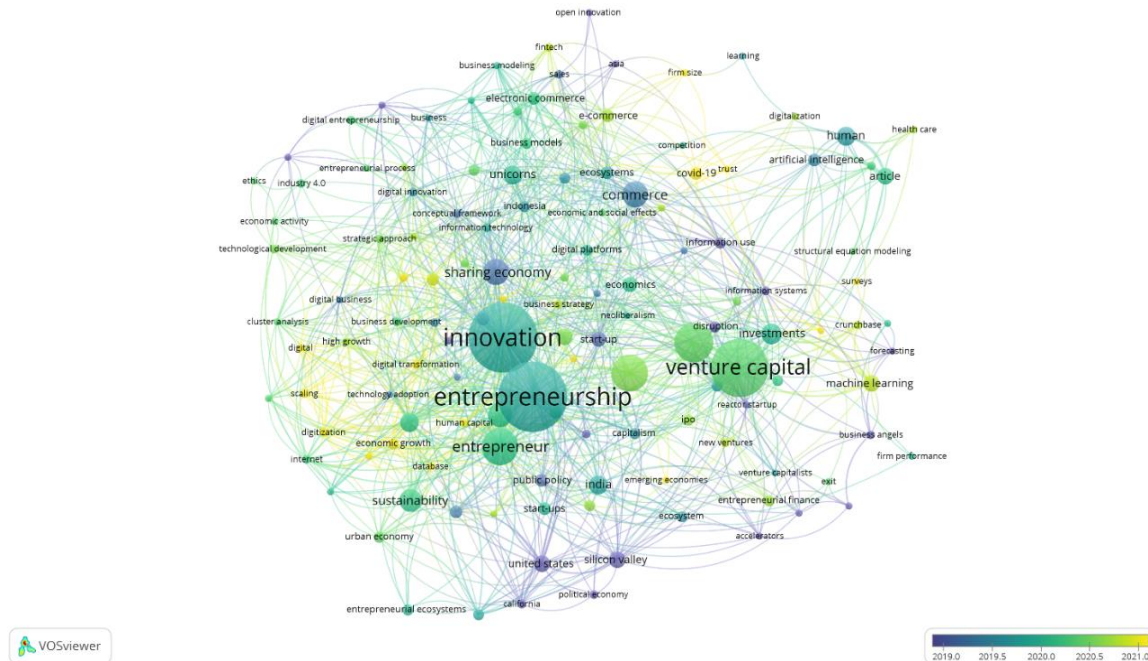 open innovation
fintech
learning
business modeling
asia
sales
firm size
electronic commerce
digital entrepreneurship
business
e-commerce
digitalization
health care
human
business models
competition
artificial intelligence
entrepreneurial process
unicorns
ecosystems
covid-19
trust
article
ethics
industry 4.0
digital innovation
commerce
indonesia
conceptual framework
economic and social effects
economic activity
information technology
strategic approach
technological development
digital platforms
information use
structural equation modeling
sharing economy
economics
surveys
information systems
digital business
business strategy
neoliberalism
cluster analysis
business development
disruption
investments
crunchbase
innovation
start-up
high growth
digital
forecasting
digital transformation
venture capital
machine learning
scaling
technology adoption
entrepreneurship
reactor startup
human capital
ipo
digitization
capitalism
business angels
economic growth
new ventures
entrepreneur
internet
database
firm performance
public policy
india
emerging economies
venture capitalists
exit
sustainability
entrepreneurial finance
start-ups
ecosystem
urban economy
accelerators
united states
silicon valley
political economy
california
entrepreneurial ecosystems
VOSviewer
2019.0 2019.5 2020.0 2020.5 2021.0